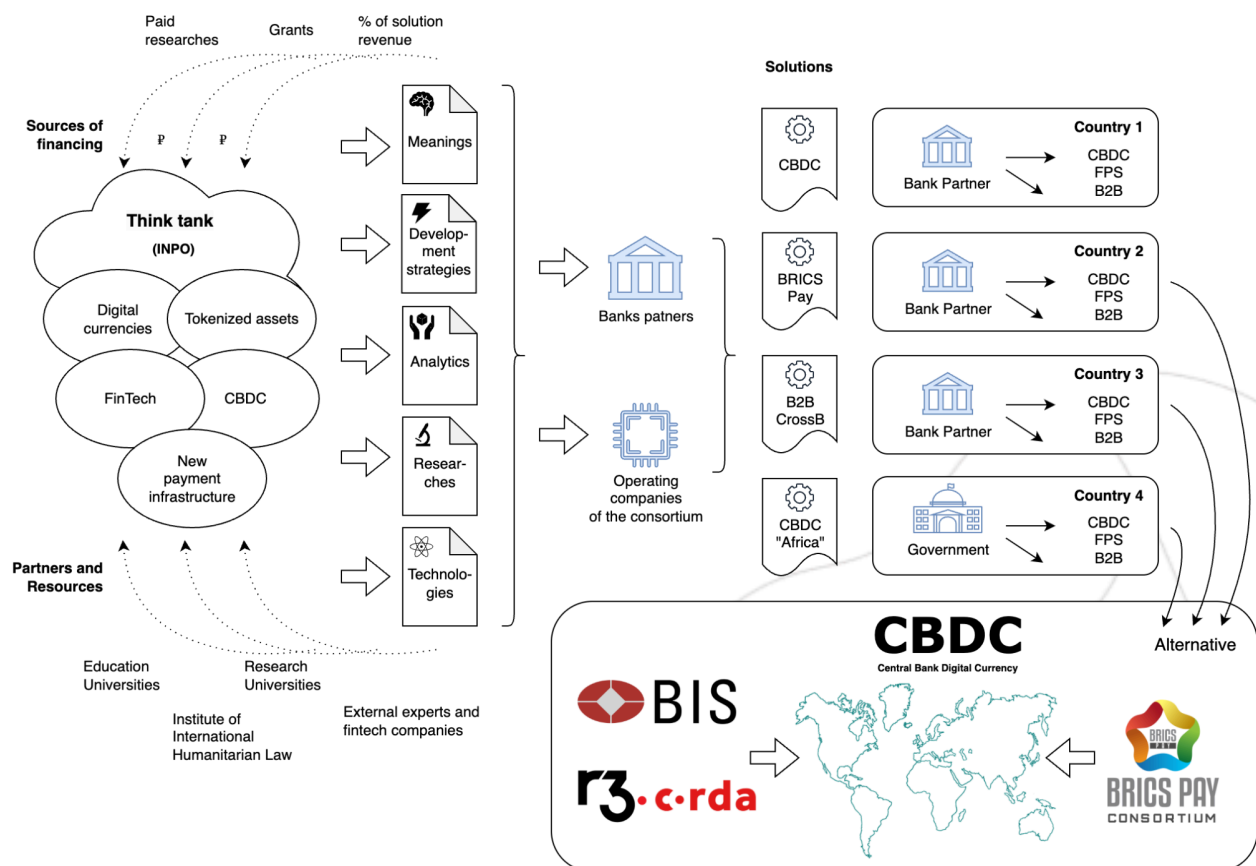 Paid
researches
Grants
% of solution
revenue
Sources of
financing
₽
₽
Think tank
(INPO)
Digital
currencies
Tokenized assets
FinTech
CBDC
New
payment
infrastructure
Partners and
Resources
Education
Universities
Research
Universities
Institute of
International
Humanitarian Law
External experts and
fintech companies
Meanings
Develop-
ment
strategies
Analytics
Resear-
ches
Technolo-
gies
Banks patners
Operating
companies
of the consortium
Solutions
CBDC
BRICS
Pay
B2B
CrossB
CBDC
"Africa"
Country 1
Bank Partner
CBDC
FPS
B2B
Country 2
Bank Partner
CBDC
FPS
B2B
Country 3
Bank Partner
CBDC
FPS
B2B
Country 4
Government
CBDC
FPS
B2B
Alternative
CBDC
Central Bank Digital Currency
BIS
r3.c.rda
BRICS
PAY
BRICS PAY
CONSORTIUM